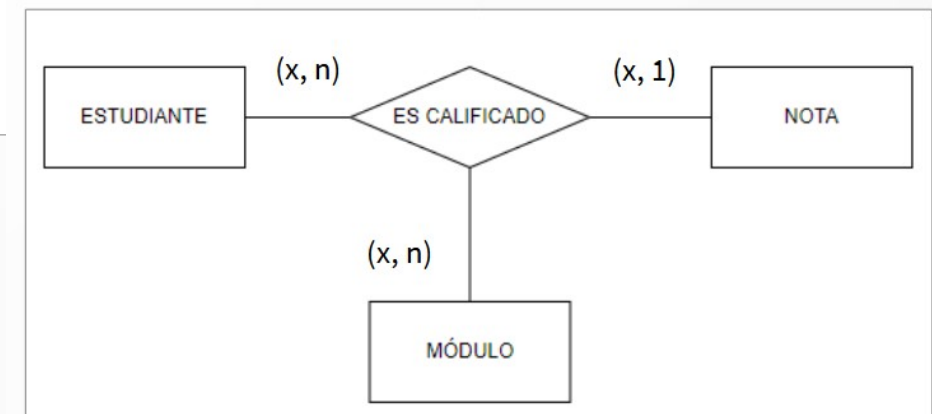 (x, n)
(x, 1)
ESTUDIANTE
ES CALIFICADO
NOTA
(x, n)
MÓDULO